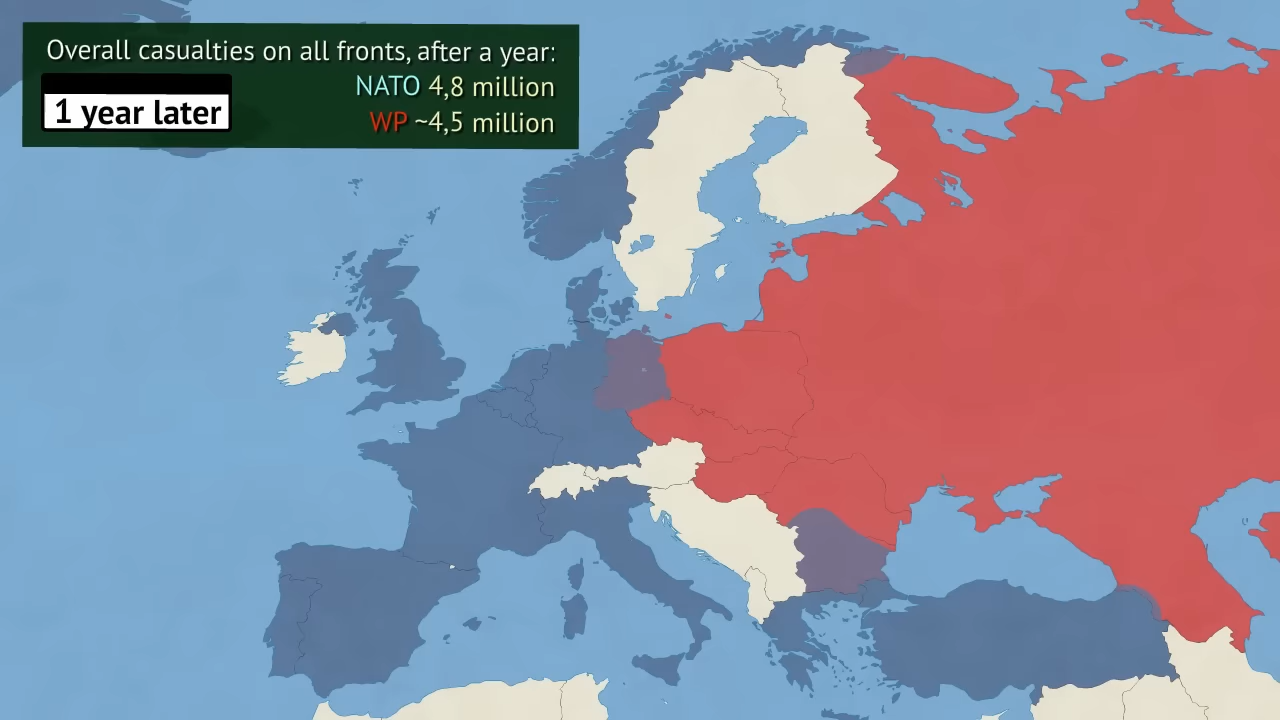 Overall casualties on all fronts, after a year:
1 year later
NATO 4,8 million
WP ~4,5 million